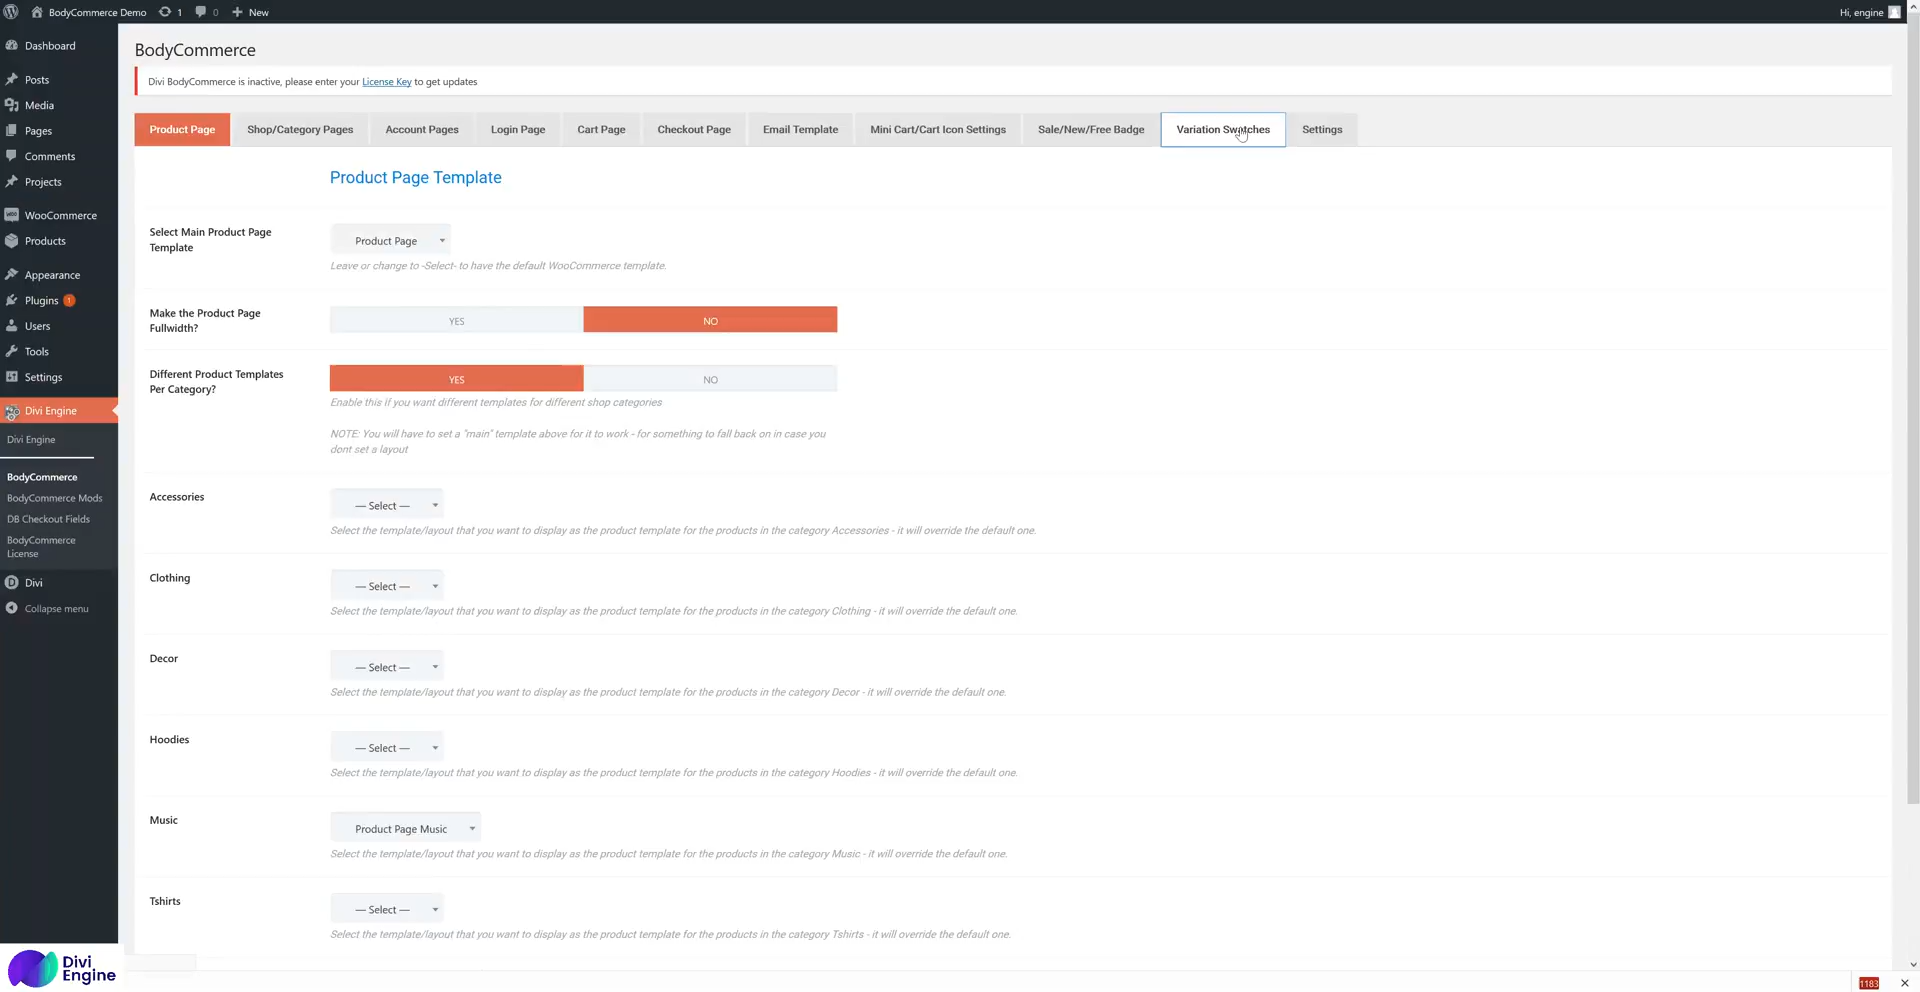 BodyCommerce Demo
1
0
New
Hi, engine
Dashboard
Posts
Media
Pages
Comments
Projects
WooCommerce
Products
Appearance
Plugins 1
Users
Tools
Settings
Divi Engine
Divi Engine
BodyCommerce
BodyCommerce Mods
DB Checkout Fields
BodyCommerce
License
Divi
Collapse menu
Divi
Engine
BodyCommerce
Divi BodyCommerce is inactive, please enter your License Key to get updates
Product Page
Shop/Category Pages
Account Pages
Login Page
Cart Page
Checkout Page
Email Template
Mini Cart/Cart Icon Settings
Sale/New/Free Badge
Variation Swatches
Settings
Product Page Template
Select Main Product Page
Template
Product Page
Leave or change to -Select- to have the default WooCommerce template.
Make the Product Page
Fullwidth?
YES
NO
Different Product Templates
Per Category?
YES
NO
Enable this if you want different templates for different shop categories
NOTE: You will have to set a "main" template above for it to work - for something to fall back on in case you
dont set a layout
Accessories
— Select —
Select the template/layout that you want to display as the product template for the products in the category Accessories - it will override the default one.
Clothing
— Select —
Select the template/layout that you want to display as the product template for the products in the category Clothing - it will override the default one.
Decor
— Select —
Select the template/layout that you want to display as the product template for the products in the category Decor - it will override the default one.
Hoodies
— Select —
Select the template/layout that you want to display as the product template for the products in the category Hoodies - it will override the default one.
Music
Product Page Music
Select the template/layout that you want to display as the product template for the products in the category Music - it will override the default one.
Tshirts
— Select —
Select the template/layout that you want to display as the product template for the products in the category Tshirts - it will override the default one.
1183